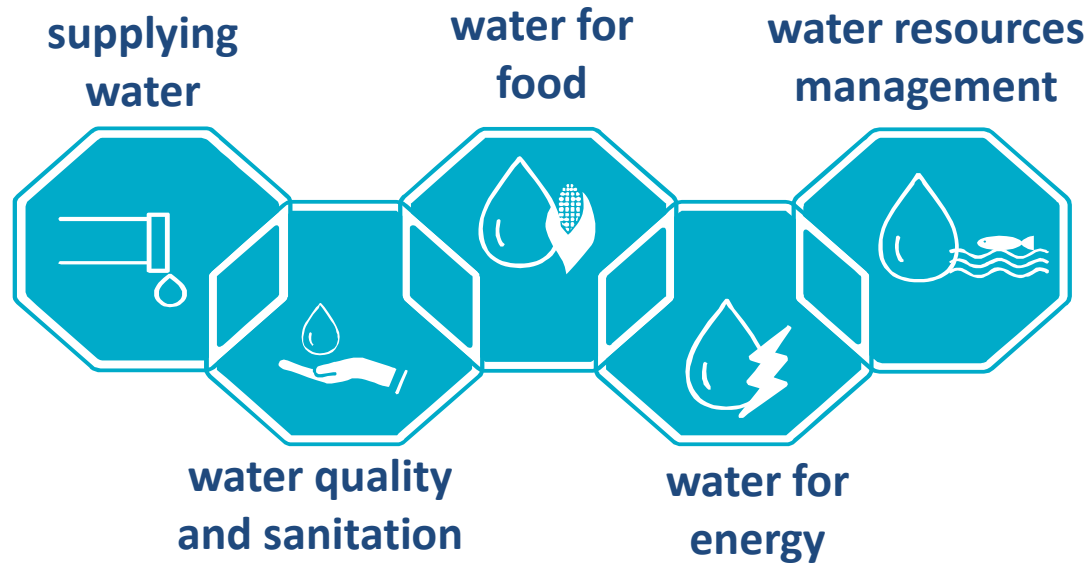 supplying
water
water for
food
water resources
management
water quality
and sanitation
water for
energy